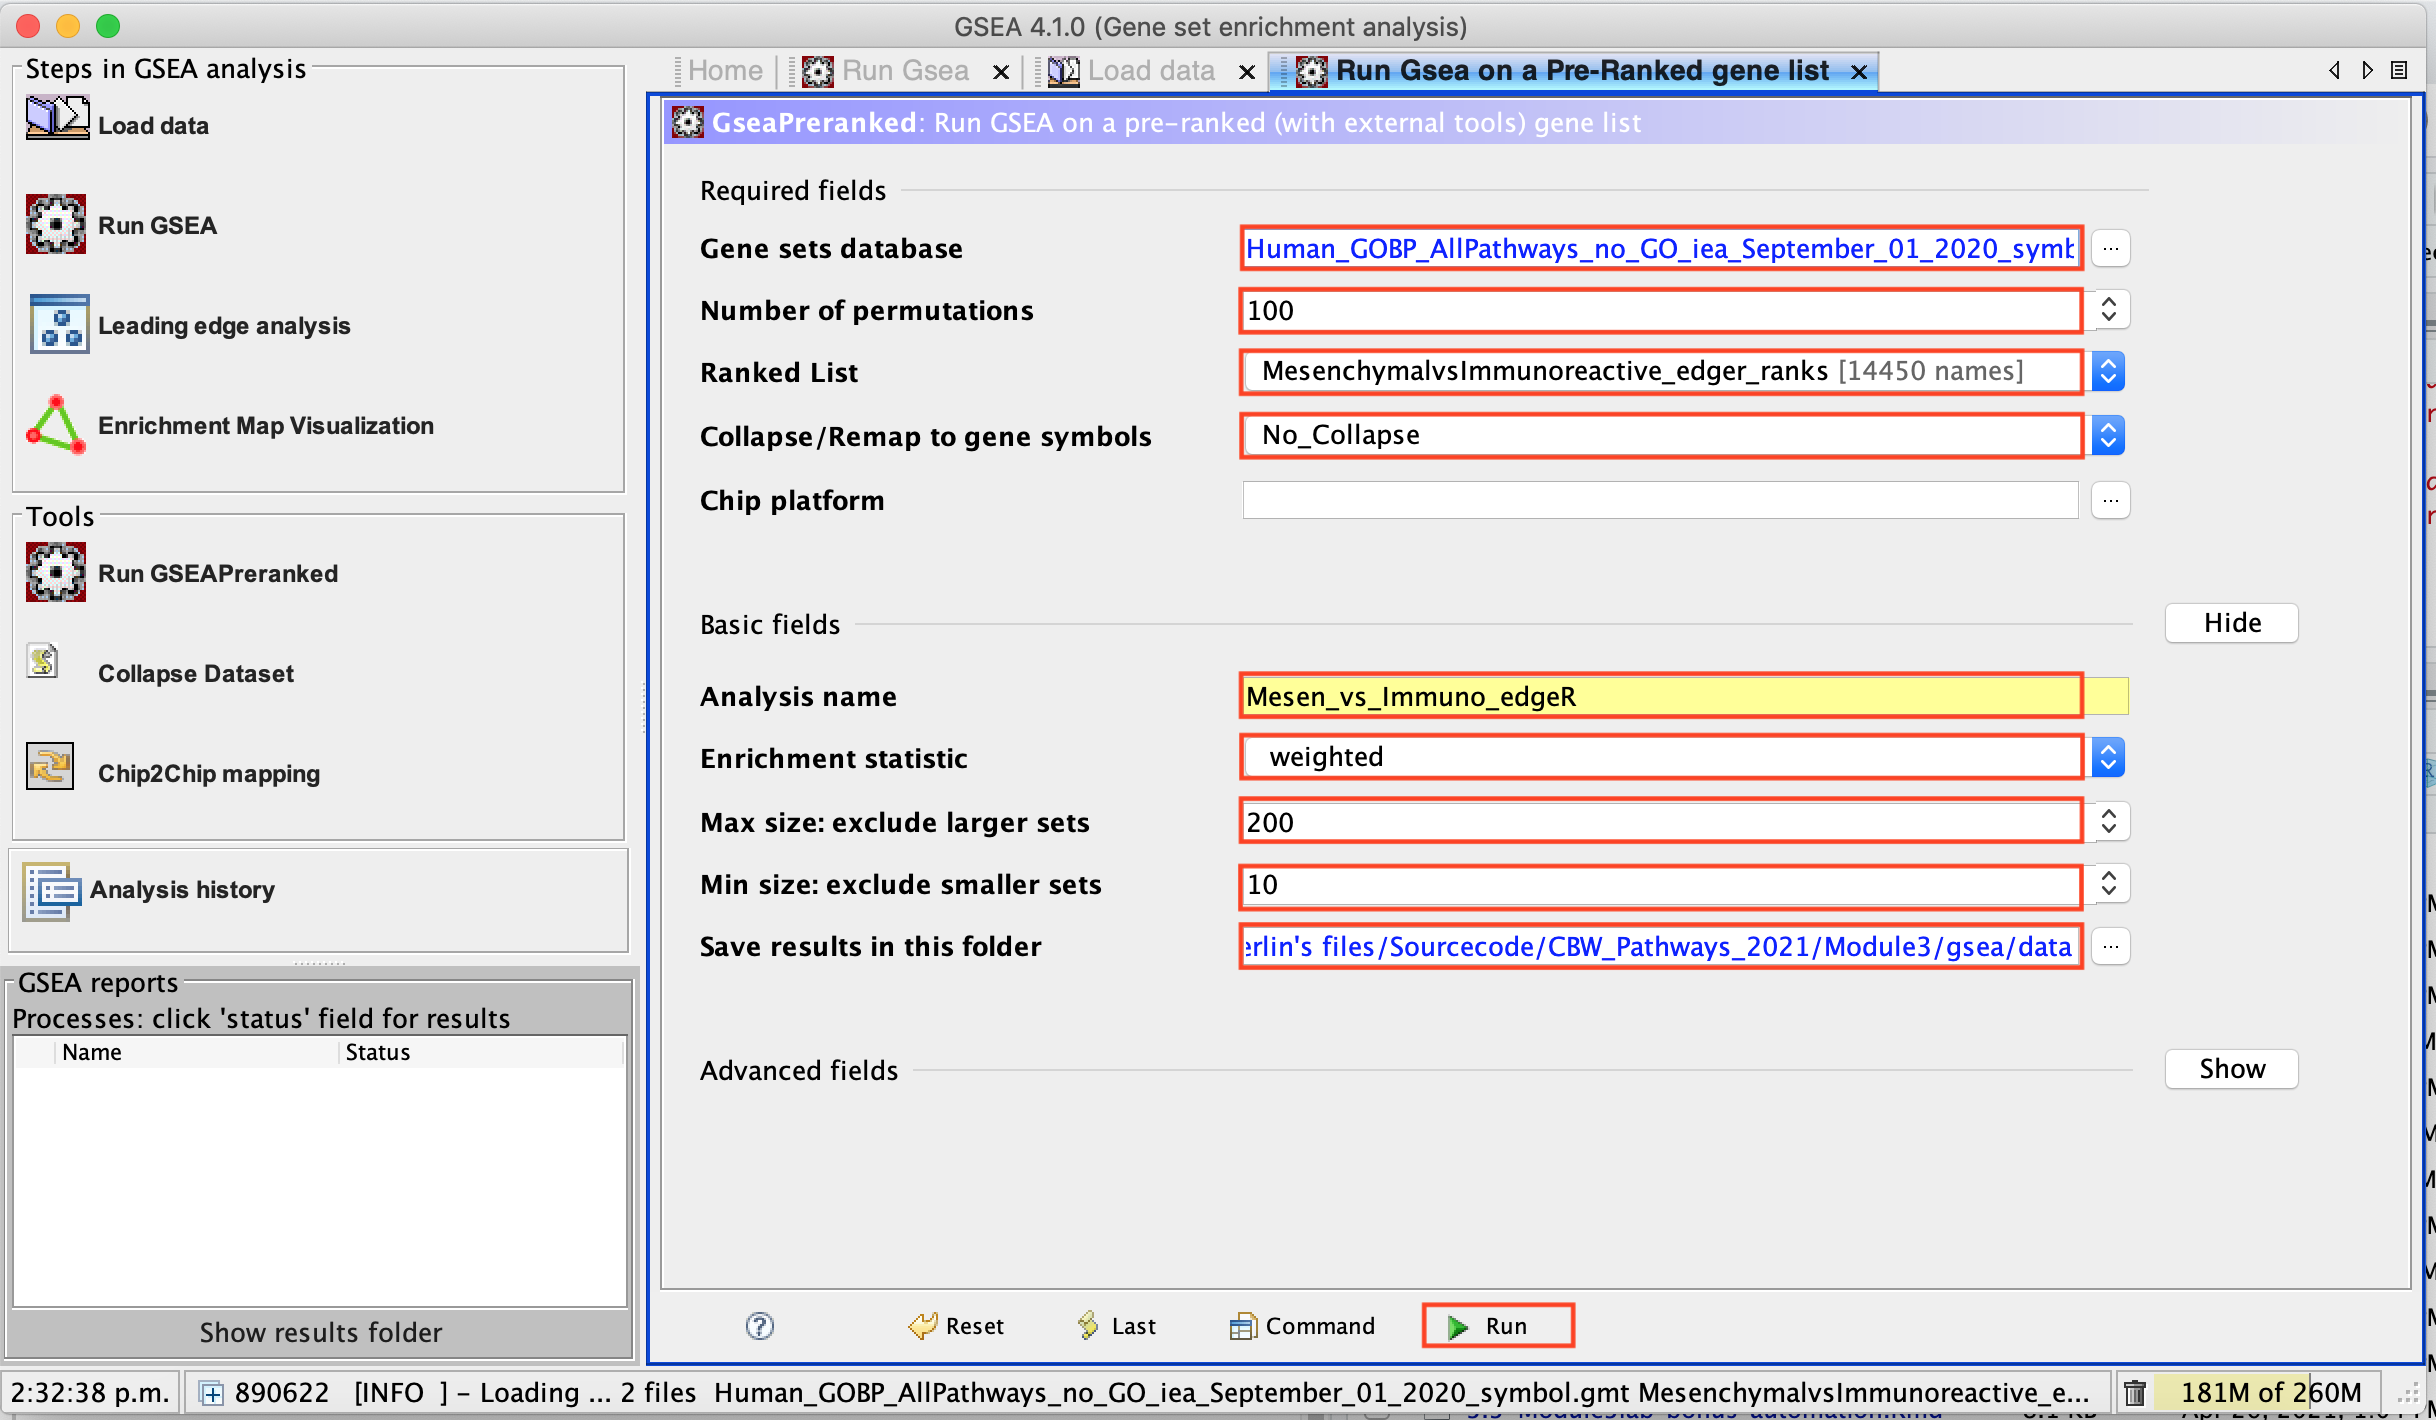 GSEA 4.1.0 (Gene set enrichment analysis)
Steps in GSEA analysis
Load data
Run GSEA
Leading edge analysis
Enrichment Map Visualization
Tools
Run GSEAPreranked
Collapse Dataset
Chip2Chip mapping
Analysis history
GSEA reports
Processes: click 'status' field for results
Name Status
Show results folder
Home Run Gsea Load data Run Gsea on a Pre-Ranked gene list
GseaPreranked: Run GSEA on a pre-ranked (with external tools) gene list
Required fields
Gene sets database Human_GOBP_AllPathways_no_GO_iea_September_01_2020_symb ...
Number of permutations 100
Ranked List MesenchymalvsImmunoreactive_edger_ranks [14450 names]
Collapse/Remap to gene symbols No_Collapse
Chip platform ...
Basic fields Hide
Analysis name Mesen_vs_Immuno_edgeR
Enrichment statistic weighted
Max size: exclude larger sets 200
Min size: exclude smaller sets 10
Save results in this folder erlin's files/Sourcecode/CBW_Pathways_2021/Module3/gsea/data ...
Advanced fields Show
? Reset Last Command Run
2:32:38 p.m. 890622 [INFO ] - Loading ... 2 files Human_GOBP_AllPathways_no_GO_iea_September_01_2020_symbol.gmt MesenchymalvsImmunoreactive_e... 181M of 260M